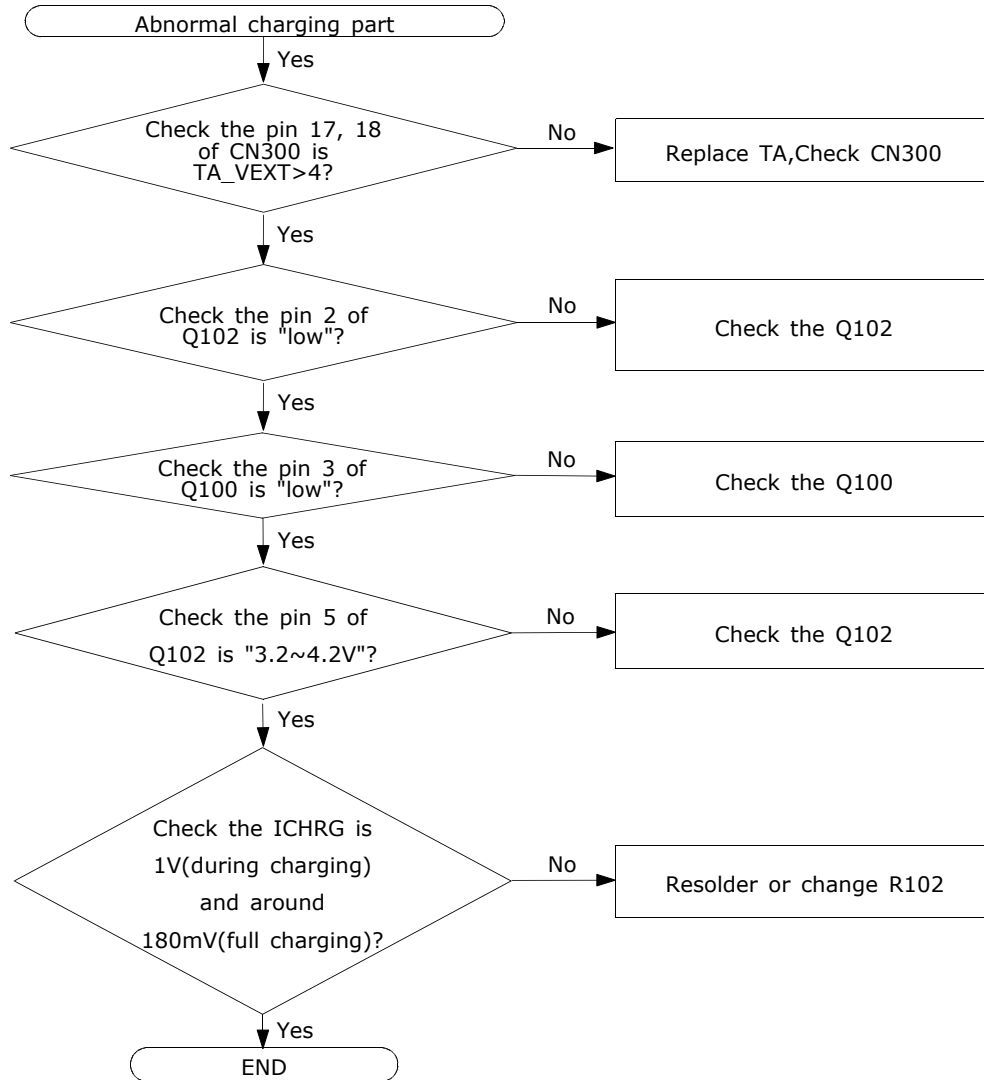 Abnormal charging part
Yes
Check the pin 17, 18
of CN300 is
TA_VEXT>4?
No
Replace TA,Check CN300
Yes
Check the pin 2 of
Q102 is "low"?
No
Check the Q102
Yes
Check the pin 3 of
Q100 is "low"?
No
Check the Q100
Yes
Check the pin 5 of
Q102 is "3.2~4.2V"?
No
Check the Q102
Yes
Check the ICHRG is
1V(during charging)
and around
180mV(full charging)?
No
Resolder or change R102
Yes
END